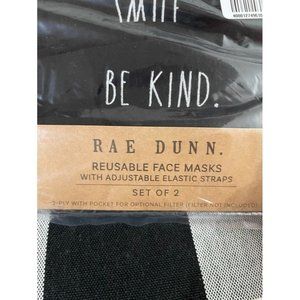 SMILE
BE KIND.
RAE DUNN.
REUSABLE FACE MASKS
WITH ADJUSTABLE ELASTIC STRAPS
SET OF 2
2-PLY WITH POCKET FOR OPTIONAL FILTER (FILTER NOT INCLUDED)